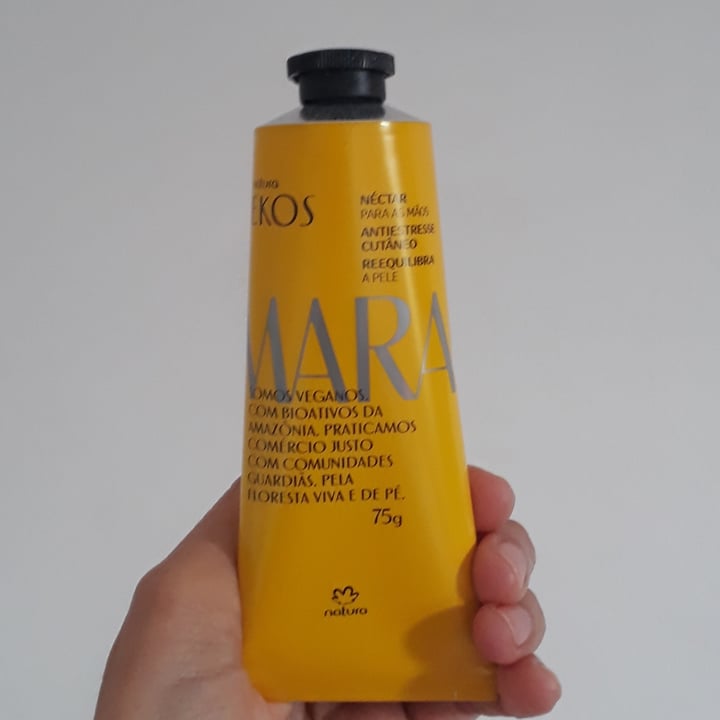 natura
EKOS
NÉCTAR
PARA AS MÃOS
ANTIESTRESSE
CUTÂNEO
REEQUILIBRA
A PELE
MARA
SOMOS VEGANOS.
COM BIOATIVOS DA
AMAZÔNIA. PRATICAMOS
COMÉRCIO JUSTO
COM COMUNIDADES
GUARDIÃS. PELA
FLORESTA VIVA E DE PÉ.
75g
natura